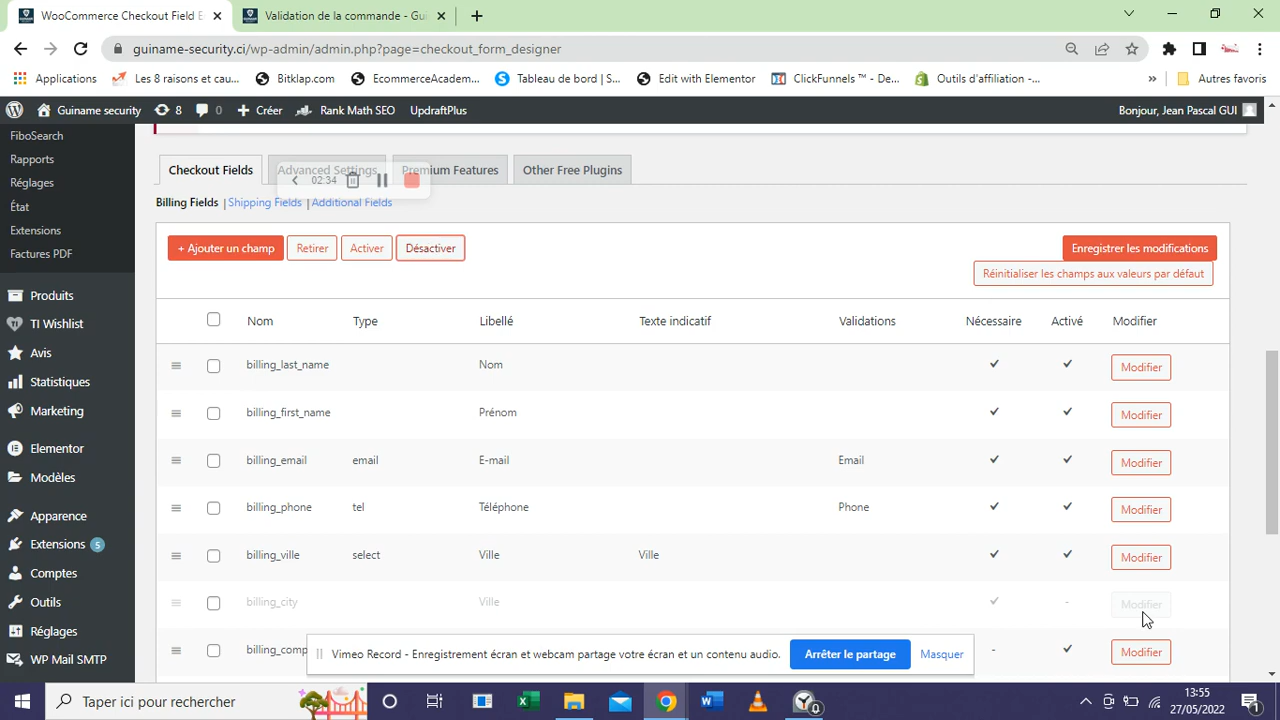 WooCommerce Checkout Field E
Validation de la commande - Gui
guiname-security.ci/wp-admin/admin.php?page=checkout_form_designer
Applications
Les 8 raisons et cau...
Bitklap.com
EcommerceAcadem...
Tableau de bord | S...
Edit with Elementor
ClickFunnels ™ - De...
Outils d'affiliation -...
»
Autres favoris
Guiname security
8
0
Créer
Rank Math SEO
UpdraftPlus
Bonjour, Jean Pascal GUI
FiboSearch
Rapports
Réglages
État
Extensions
Factures PDF
Produits
TI Wishlist
Avis
Statistiques
Marketing
Elementor
Modèles
Apparence
Extensions 5
Comptes
Outils
Réglages
WP Mail SMTP
Checkout Fields
Advanced Settings
Premium Features
Other Free Plugins
02:34
Billing Fields | Shipping Fields | Additional Fields
+ Ajouter un champ
Retirer
Activer
Désactiver
Enregistrer les modifications
Réinitialiser les champs aux valeurs par défaut
Nom Type Libellé Texte indicatif Validations Nécessaire Activé Modifier
billing_last_name Nom Modifier
billing_first_name Prénom Modifier
billing_email email E-mail Email Modifier
billing_phone tel Téléphone Phone Modifier
billing_ville select Ville Ville Modifier
billing_city Ville - Modifier
billing_comp - Modifier
Vimeo Record - Enregistrement écran et webcam partage votre écran et un contenu audio.
Arrêter le partage
Masquer
Taper ici pour rechercher
0
13:55
27/05/2022
1